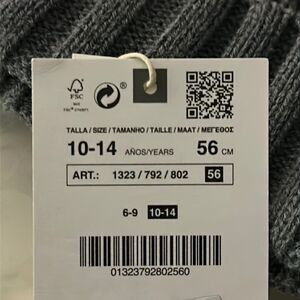 FSC
TALLA / SIZE / TAMANHO / TAILLE / MAAT / ΜΕΓΕΘΟΣ
10-14 AÑOS/YEARS 56 CM
ART.: 1323 / 792 / 802 56
6-9 10-14
01323792802560